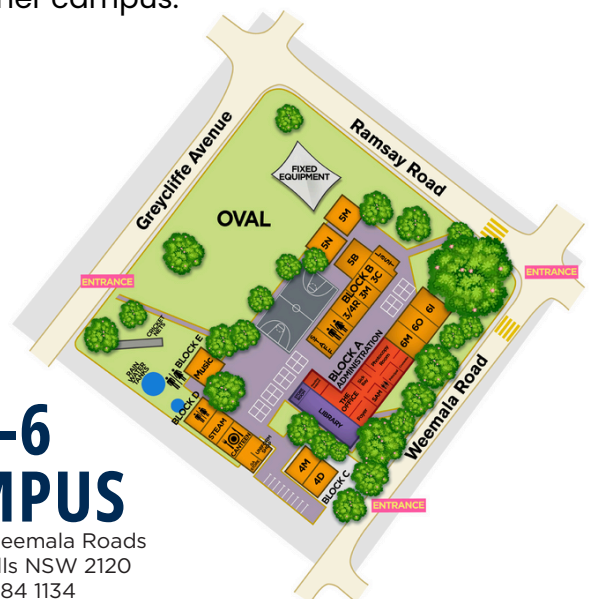 ner campus.
Greycliffe Avenue
Ramsay Road
FIXED
EQUIPMENT
OVAL
5M
5N
5B
BLOCK B
3/4R
3M
3C
ENTRANCE
ENTRANCE
6I
6O
6M
BLOCK A
ADMINISTRATION
THE
OFFICE
LIBRARY
Weemala Road
CRICKET
NETS
RAIN
WATER
TANKS
BLOCK E
Music
BLOCK D
STEAM
CANTEEN
4M
4D
BLOCK C
ENTRANCE
-6
MPUS
eemala Roads
lls NSW 2120
84 1134